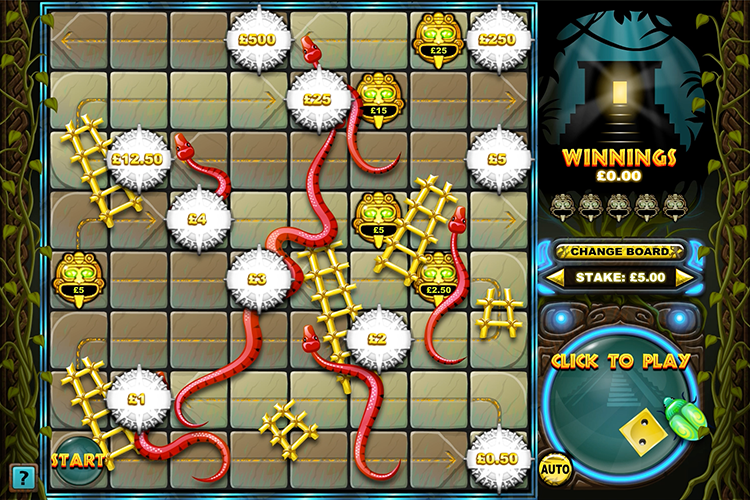 £500
£25
£250
£25
£15
£12.50
£5
£4
£5
£5
£3
£2.50
£2
£1
START
£0.50
?
WINNINGS
£0.00
CHANGE BOARD
STAKE: £5.00
CLICK TO PLAY
AUTO